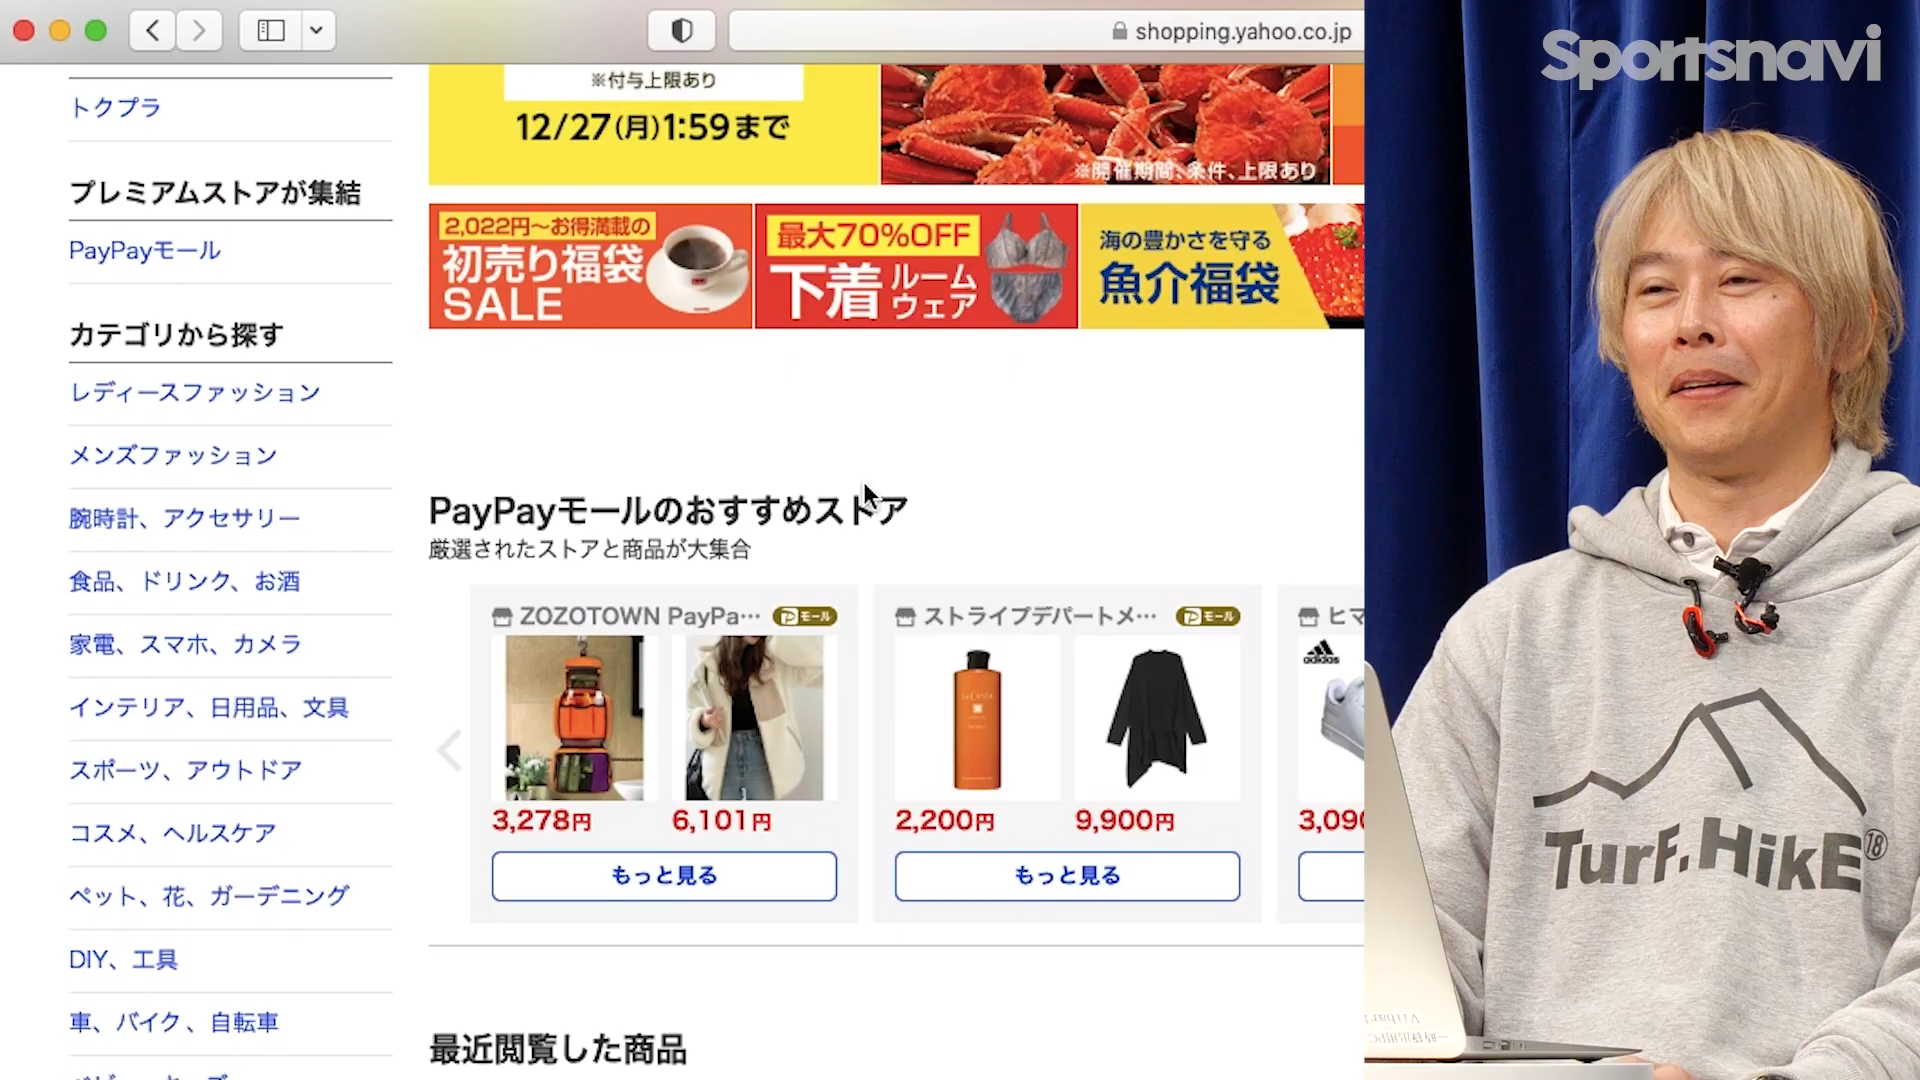 shopping.yahoo.co.jp
Sportsnavi
トクプラ
プレミアムストアが集結
PayPayモール
カテゴリから探す
レディースファッション
メンズファッション
腕時計、アクセサリー
食品、ドリンク、お酒
家電、スマホ、カメラ
インテリア、日用品、文具
スポーツ、アウトドア
コスメ、ヘルスケア
ペット、花、ガーデニング
DIY、工具
車、バイク、自転車
※付与上限あり
12/27(月)1:59まで
※開催期間、条件、上限あり
2,022円〜お得満載の
初売り福袋
SALE
最大70%OFF
下着 ルーム
ウェア
海の豊かさを守る
魚介福袋
PayPayモールのおすすめストア
厳選されたストアと商品が大集合
ZOZOTOWN PayPa… モール
3,278円 6,101円
もっと見る
ストライプデパートメ… モール
2,200円 9,900円
もっと見る
ヒマ
adidas
3,090
最近閲覧した商品
Turf.HikE®18